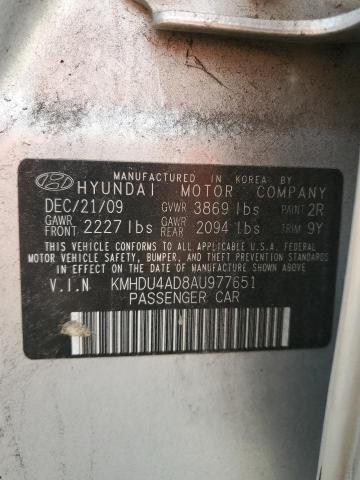 MANUFACTURED IN KOREA BY
HYUNDAI MOTOR COMPANY
DEC/21/09 GVWR 3869 lbs PAINT 2R
GAWR FRONT 2227 lbs GAWR REAR 2094 lbs TRIM 9Y
THIS VEHICLE CONFORMS TO ALL APPLICABLE U.S.A. FEDERAL
MOTOR VEHICLE SAFETY, BUMPER, AND THEFT PREVENTION
STANDARDS IN EFFECT ON THE DATE OF MANUFACTURE SHOWN ABOVE.
V.I.N KMHDU4AD8AU977651
PASSENGER CAR